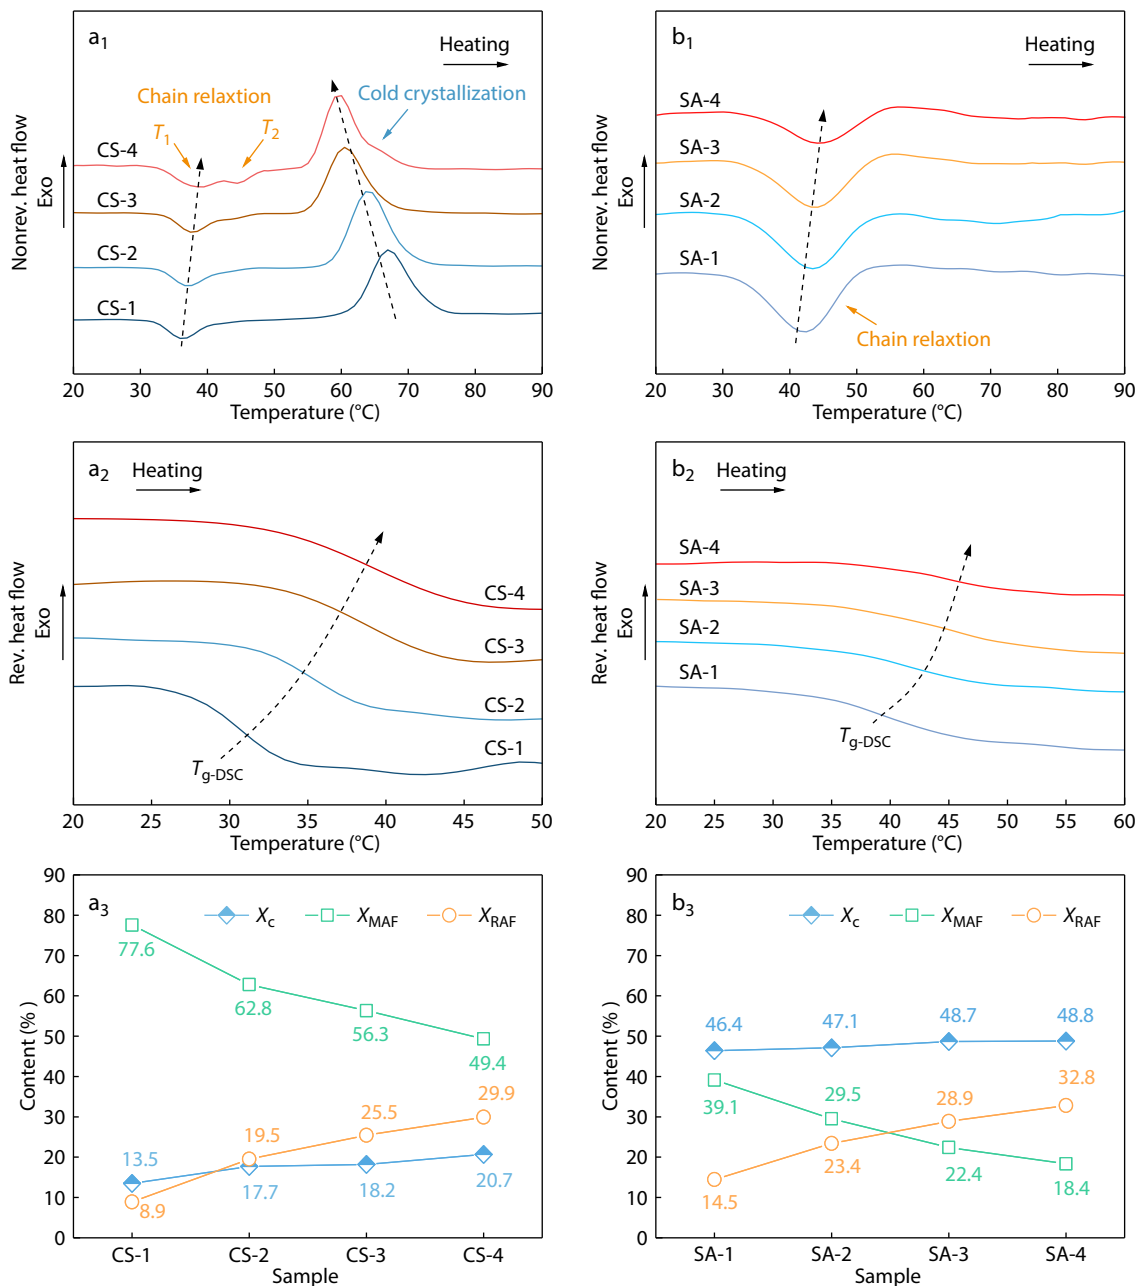 a1
Heating
Chain relaxtion
Cold crystallization
T1
T2
CS-4
CS-3
CS-2
CS-1
Nonrev. heat flow
Exo
20 30 40 50 60 70 80 90
Temperature (°C)
b1
Heating
SA-4
SA-3
SA-2
SA-1
Chain relaxtion
Nonrev. heat flow
Exo
20 30 40 50 60 70 80 90
Temperature (°C)
a2
Heating
CS-4
CS-3
CS-2
CS-1
Tg-DSC
Rev. heat flow
Exo
20 25 30 35 40 45 50
Temperature (°C)
b2
Heating
SA-4
SA-3
SA-2
SA-1
Tg-DSC
Rev. heat flow
Exo
20 25 30 35 40 45 50 55 60
Temperature (°C)
a3
Xc XMAF XRAF
90
80
70
60
50
40
30
20
10
0
Content (% )
77.6
62.8
56.3
49.4
29.9
25.5
19.5
13.5
17.7
18.2
20.7
8.9
CS-1 CS-2 CS-3 CS-4
Sample
b3
Xc XMAF XRAF
90
80
70
60
50
40
30
20
10
0
Content (% )
46.4 47.1 48.7 48.8
39.1
29.5
28.9
32.8
14.5
23.4
22.4
18.4
SA-1 SA-2 SA-3 SA-4
Sample